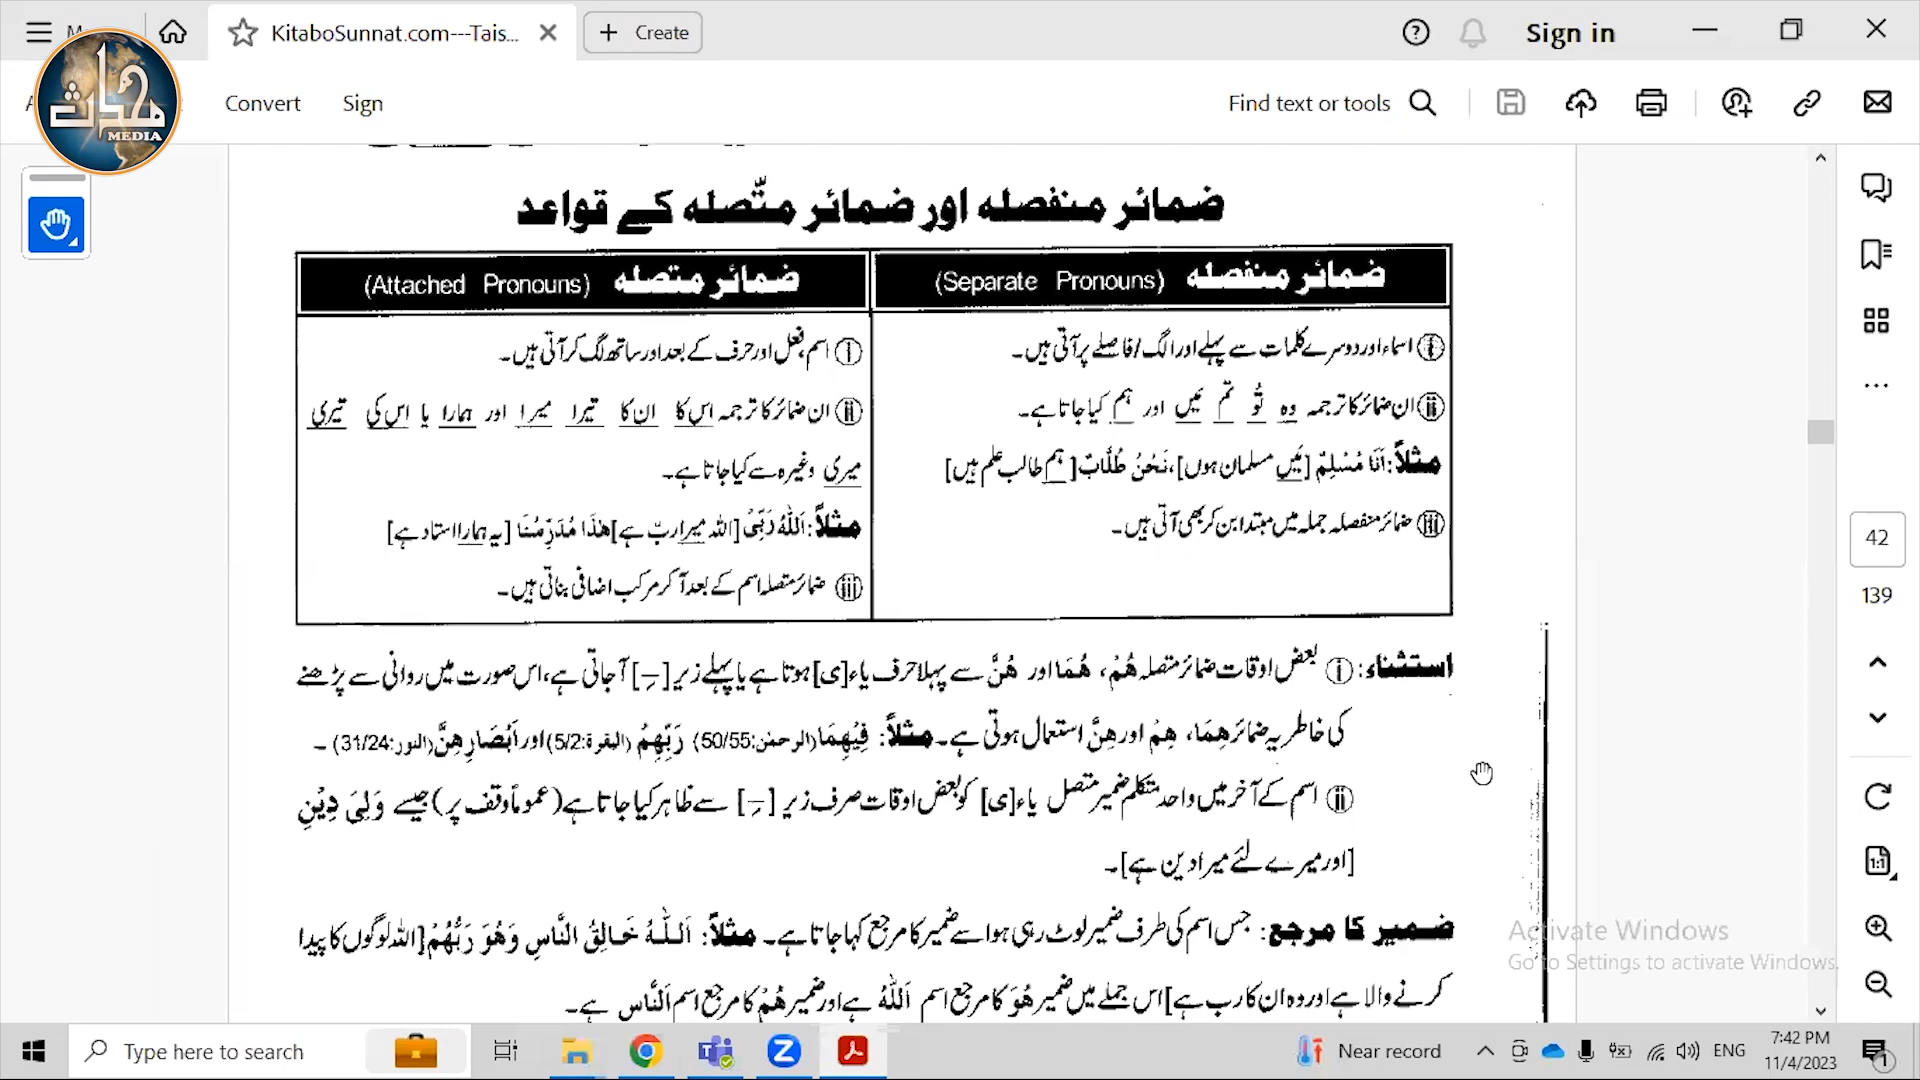 KitaboSunnat.com---Tais...
Create
Sign in
Convert
Sign
Find text or tools
محدث
MEDIA
ضمائر منفصلہ اور ضمائر متّصلہ کے قواعد
ضمائر منفصلہ (Separate Pronouns)
ⓘ اسماء اور دوسرے کلمات سے پہلے اور الگ/فاصلے پر آتی ہیں۔
ⓘⓘ ان ضمائر کا ترجمہ وہ تُو تم مَیں اور ہم کیا جاتا ہے۔
مثلاً: اَنَا مُسْلِمٌ [مَیں مسلمان ہوں]، نَحْنُ طُلَّابٌ [ہم طالب علم ہیں]
ⓘⓘⓘ ضمائر منفصلہ جملہ میں مبتدا بن کر بھی آتی ہیں۔
ضمائر متصلہ (Attached Pronouns)
ⓘ اسم، فعل اور حرف کے بعد اور ساتھ لگ کر آتی ہیں۔
ⓘⓘ ان ضمائر کا ترجمہ اس کا ان کا تیرا میرا اور ہمارا یا اس کی تیری
میری وغیرہ سے کیا جاتا ہے۔
مثلاً: اَللّٰہُ رَبِّیْ [اللہ میرا ربّ ہے] ھٰذَا مُدَرِّسُنَا [یہ ہمارا استاد ہے]
ⓘⓘⓘ ضمائر متصلہ اسم کے بعد آ کر مرکب اضافی بناتی ہیں۔
استثناء: ⓘ بعض اوقات ضمائر متصلہ ھُمْ، ھُمَا اور ھُنَّ سے پہلا حرف یاء [ی] ہوتا ہے یا پہلے زیر [ـِ] آ جاتی ہے، اس صورت میں روانی سے پڑھنے
کی خاطر یہ ضمائر ھِمَا، ھِمْ اور ھِنَّ استعمال ہوتی ہے۔ مثلاً: فِیْھِمَا (الرحمٰن:50/55) رَبِّھِمْ (البقرة:5/2) اور اَبْصَارِھِنَّ (النور:31/24)۔
ⓘⓘ اسم کے آخر میں واحد متکلم ضمیر متصل یاء [ی] کو بعض اوقات صرف زیر [ـِ] سے ظاہر کیا جاتا ہے (عموماً وقف پر) جیسے وَلِیَ دِیْنِ
[اور میرے لئے میرا دین ہے]۔
ضمیر کا مرجع: جس اسم کی طرف ضمیر لوٹ رہی ہو اسے ضمیر کا مرجع کہا جاتا ہے۔ مثلاً: اَللّٰہُ خَالِقُ النَّاسِ وَھُوَ رَبُّھُمْ [اللہ لوگوں کا پیدا
کرنے والا ہے اور وہ ان کا رب ہے] اس جملے میں ضمیر ھُوَ کا مرجع اسم اَللّٰہُ ہے اور ضمیر ھُمْ کا مرجع اسم اَلنَّاس ہے۔
42
139
Activate Windows
Go to Settings to activate Windows.
Type here to search
Near record
ENG
7:42 PM
11/4/2023